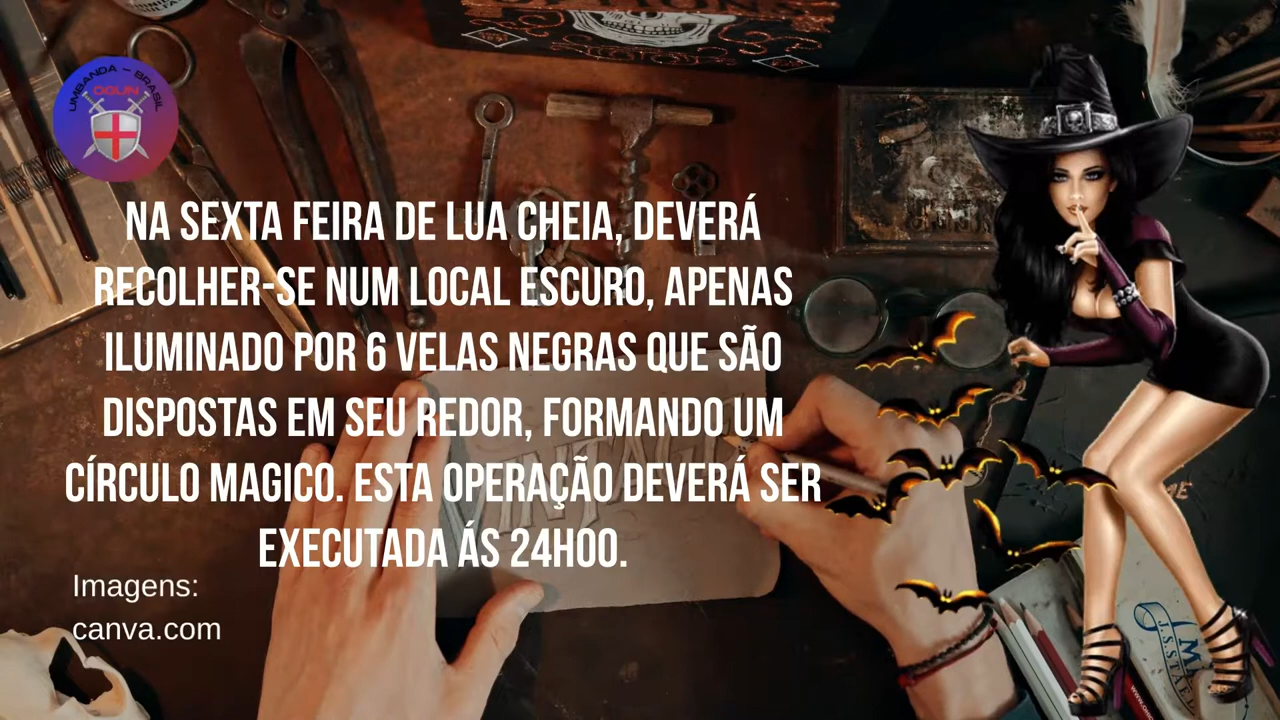 UMBANDA - BRASIL
OGUN
NA SEXTA FEIRA DE LUA CHEIA, DEVERÁ
RECOLHER-SE NUM LOCAL ESCURO, APENAS
ILUMINADO POR 6 VELAS NEGRAS QUE SÃO
DISPOSTAS EM SEU REDOR, FORMANDO UM
CÍRCULO MAGICO. ESTA OPERAÇÃO DEVERÁ SER
EXECUTADA ÁS 24H00.
Imagens:
canva.com